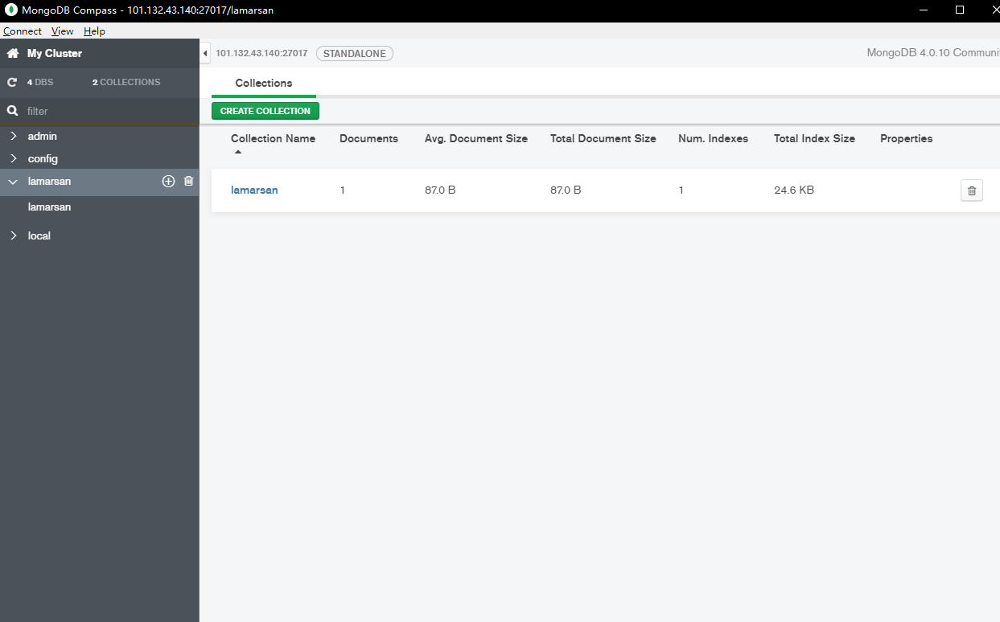 MongoDB Compass - 101.132.43.140:27017/lamarsan
Connect View Help
My Cluster
4 DBS 2 COLLECTIONS
filter
admin
config
lamarsan
lamarsan
local
101.132.43.140:27017 STANDALONE MongoDB 4.0.10 Communi
Collections
CREATE COLLECTION
Collection Name Documents Avg. Document Size Total Document Size Num. Indexes Total Index Size Properties
lamarsan 1 87.0 B 87.0 B 1 24.6 KB